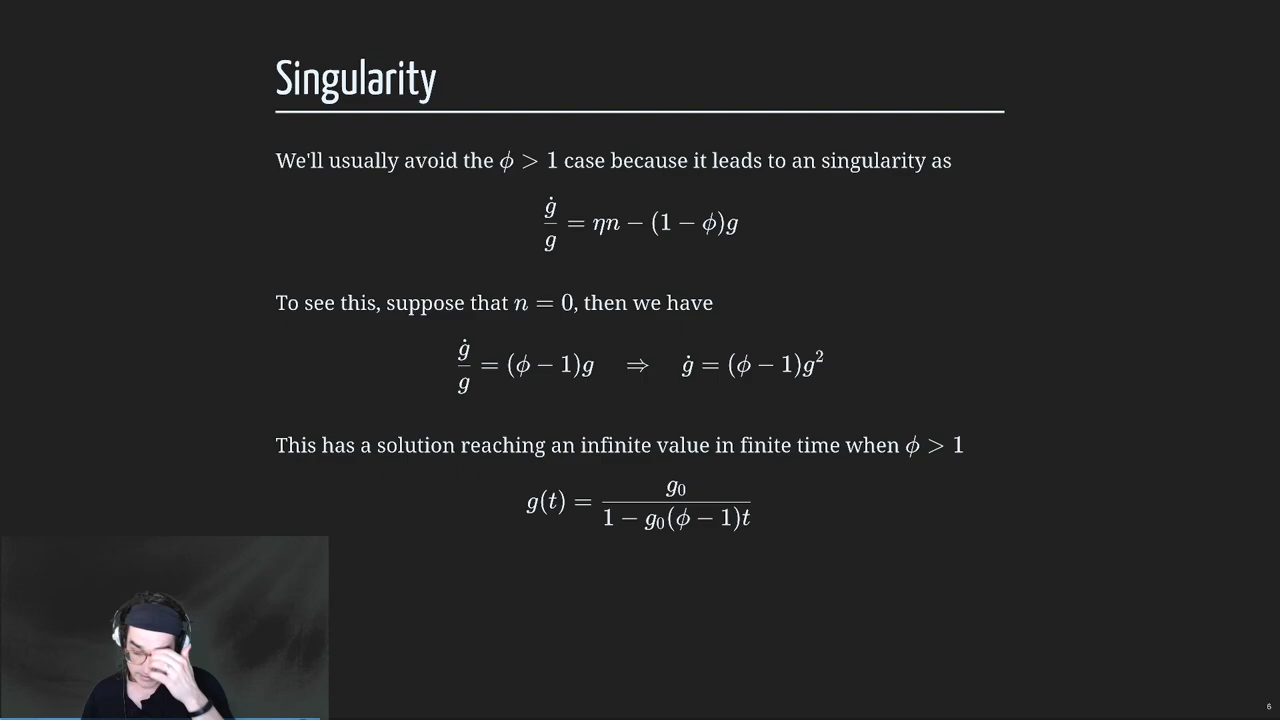 Singularity
We'll usually avoid the ϕ > 1 case because it leads to an singularity as
ġ/g = ηn − (1 − ϕ)g
To see this, suppose that n = 0, then we have
ġ/g = (ϕ − 1)g ⇒ ġ = (ϕ − 1)g²
This has a solution reaching an infinite value in finite time when ϕ > 1
g(t) = g₀/(1 − g₀(ϕ − 1)t)
6